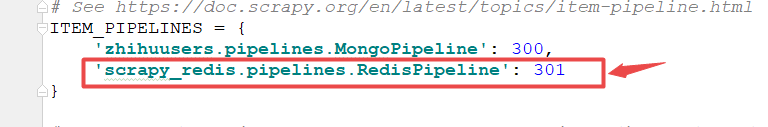 # See https://doc.scrapy.org/en/latest/topics/item-pipeline.html
ITEM_PIPELINES = {
'zhihuusers.pipelines.MongoPipeline': 300,
'scrapy_redis.pipelines.RedisPipeline': 301
}